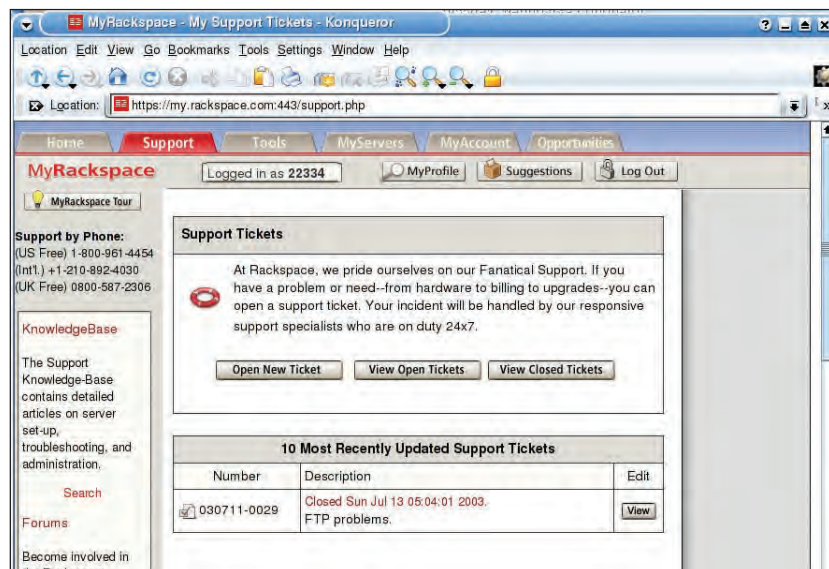 MyRackspace - My Support Tickets - Konqueror
Location Edit View Go Bookmarks Tools Settings Window Help
Location: https://my.rackspace.com:443/support.php
Home Support Tools MyServers MyAccount Opportunities
MyRackspace
Logged in as 22334
MyProfile
Suggestions
Log Out
MyRackspace Tour
Support by Phone:
(US Free) 1-800-961-4454
(Int'l.) +1-210-892-4030
(UK Free) 0800-587-2306
KnowledgeBase
The Support
Knowledge-Base
contains detailed
articles on server
set-up,
troubleshooting, and
administration.
Search
Forums
Become involved in
Support Tickets
At Rackspace, we pride ourselves on our Fanatical Support. If you
have a problem or need--from hardware to billing to upgrades--you can
open a support ticket. Your incident will be handled by our responsive
support specialists who are on duty 24x7.
Open New Ticket
View Open Tickets
View Closed Tickets
10 Most Recently Updated Support Tickets
Number Description Edit
030711-0029
Closed Sun Jul 13 05:04:01 2003.
FTP problems.
View